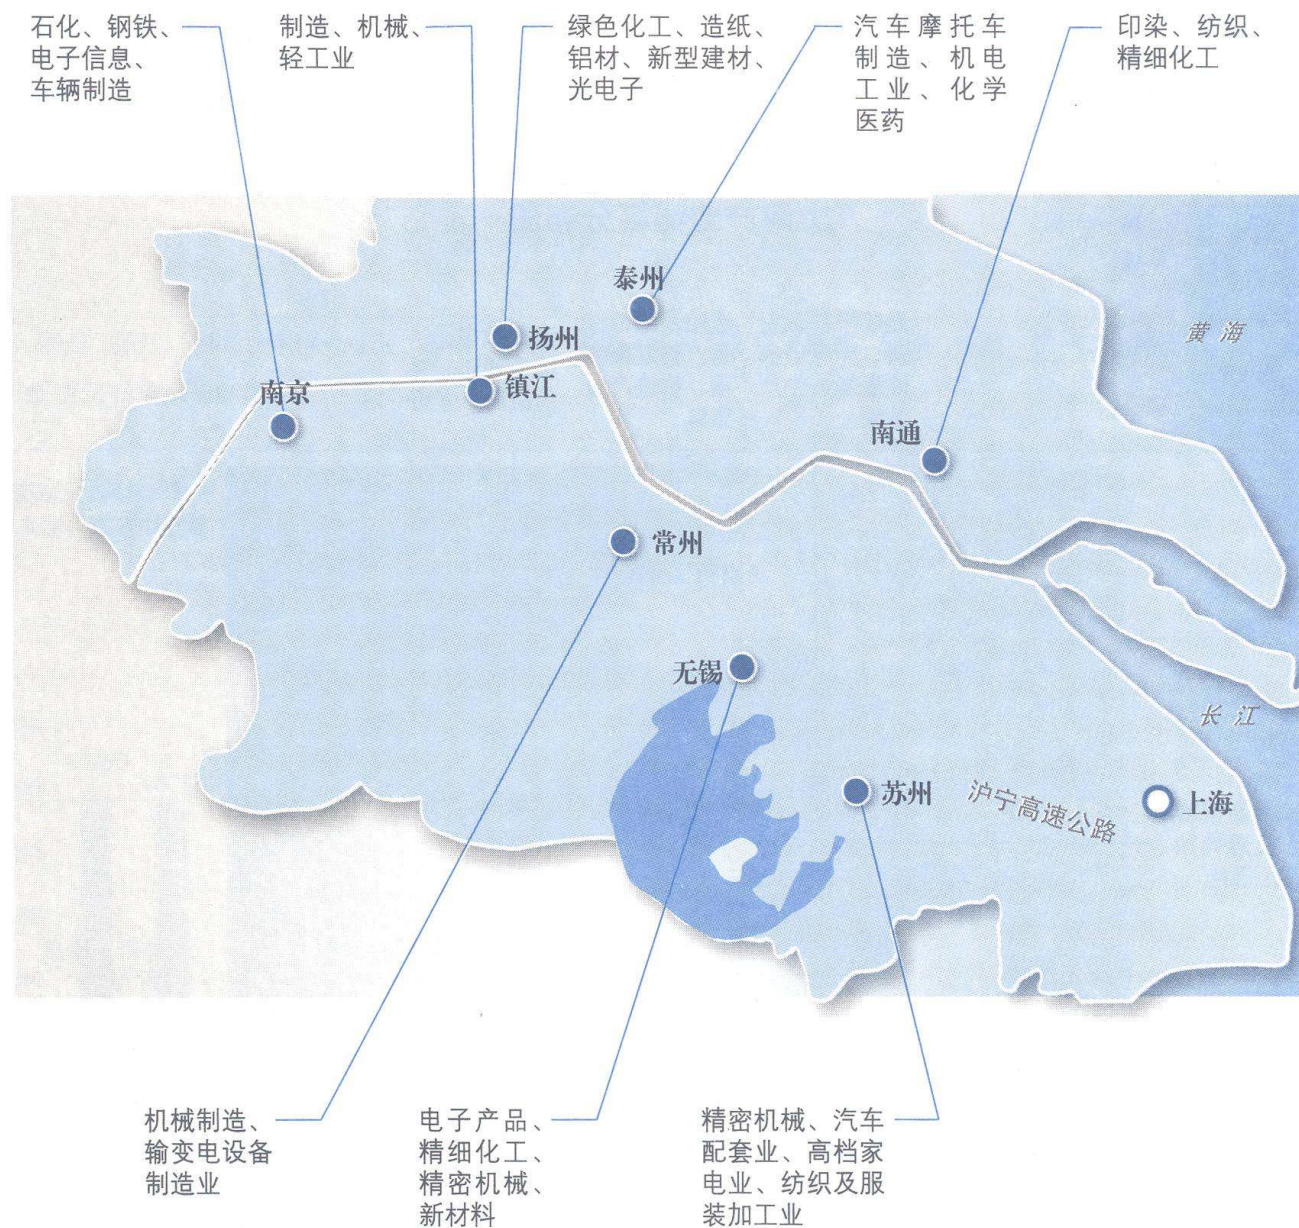 石化、钢铁、
电子信息、
车辆制造
制造、机械、
轻工业
绿色化工、造纸、
铝材、新型建材、
光电子
汽车摩托车
制造、机电
工业、化学
医药
印染、纺织、
精细化工
泰州
黄海
扬州
镇江
南京
南通
常州
无锡
长江
苏州
沪宁高速公路
上海
机械制造、
输变电设备
制造业
电子产品、
精细化工、
精密机械、
新材料
精密机械、汽车
配套业、高档家
电业、纺织及服
装加工业